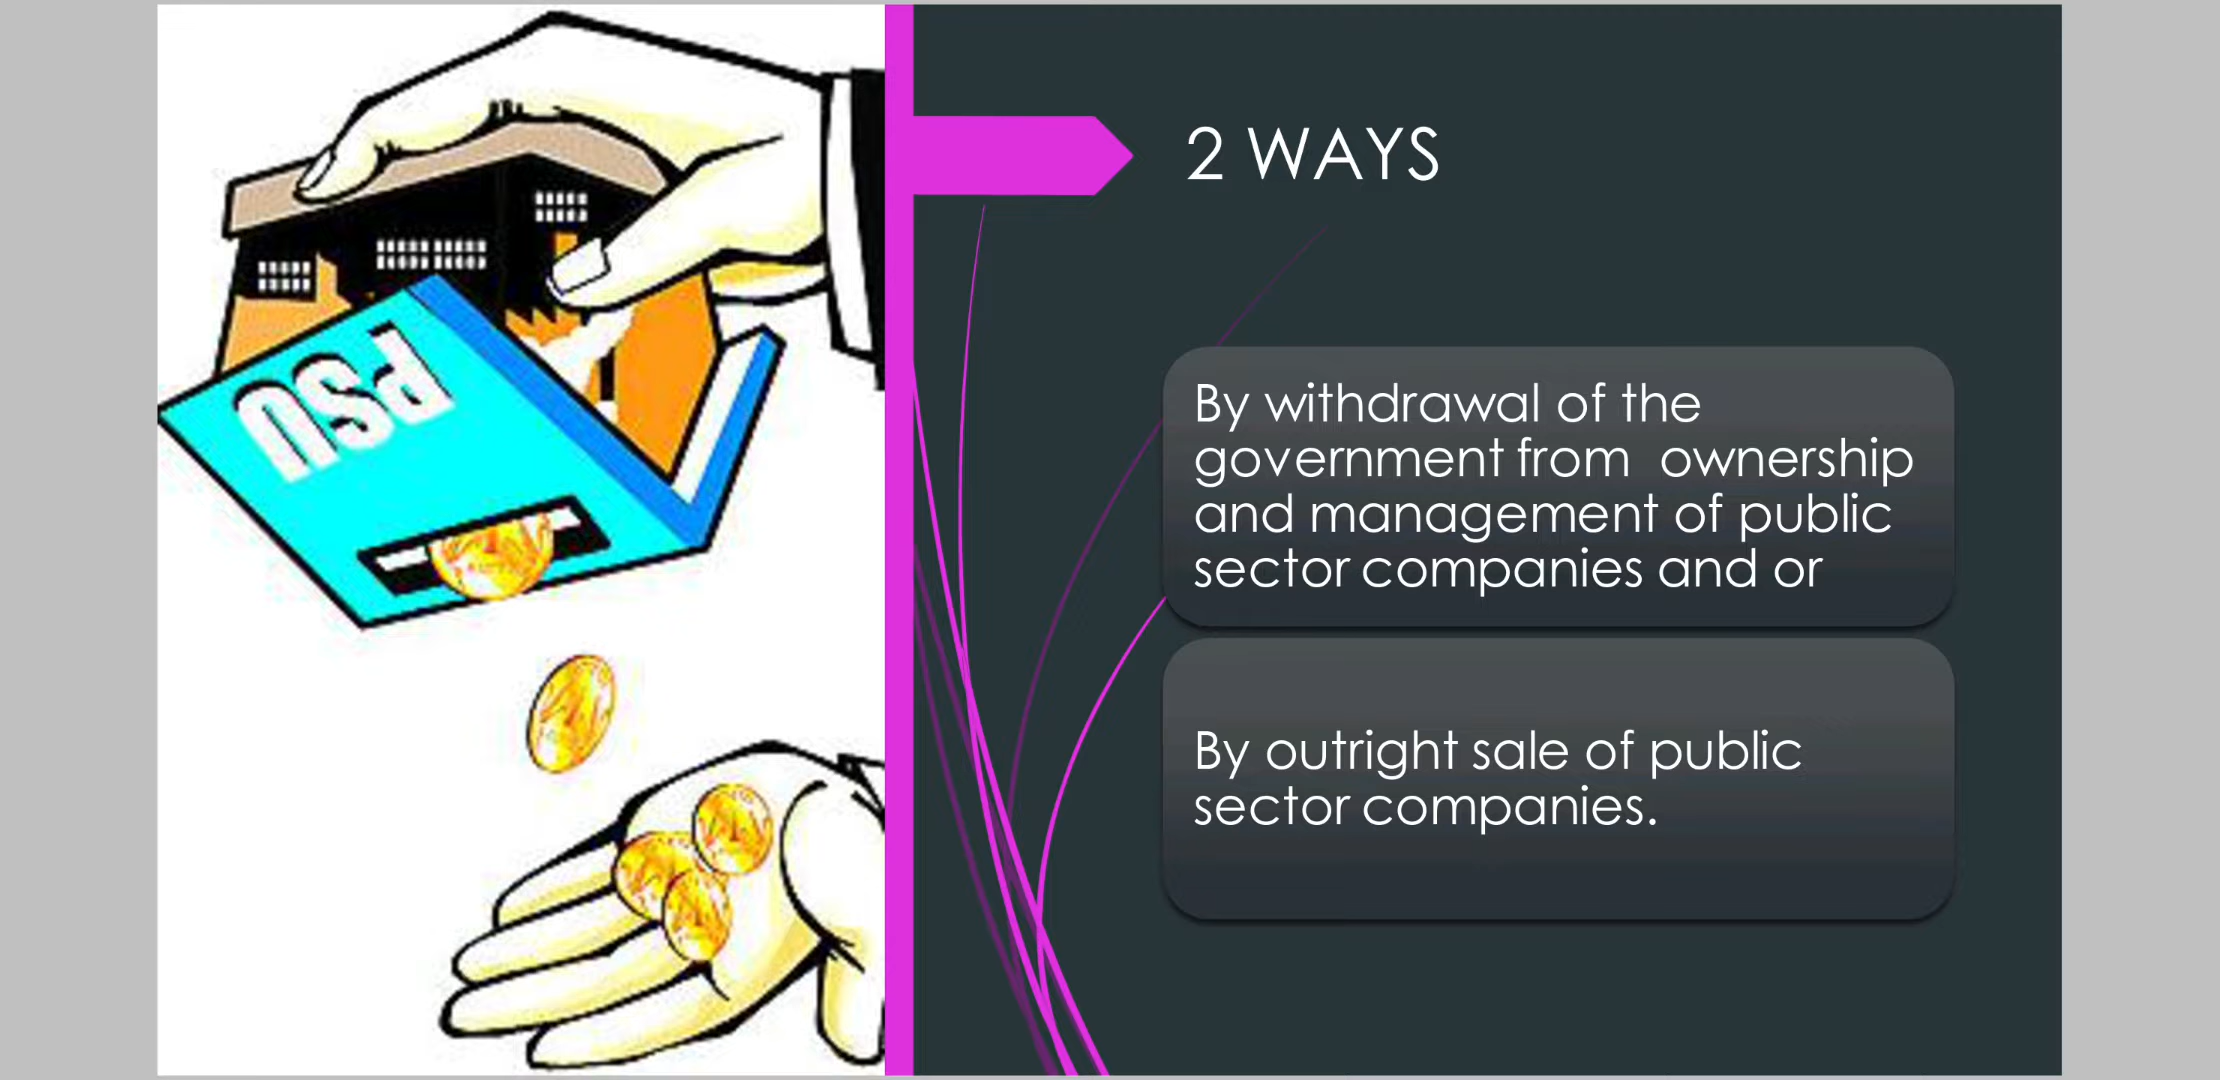 PSU
2 WAYS
By withdrawal of the
government from  ownership
and management of public
sector companies and or
By outright sale of public
sector companies.